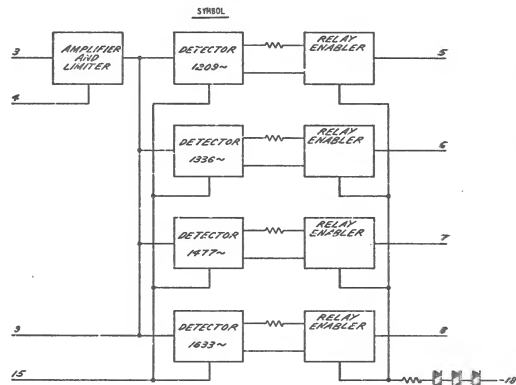 SYMBOL
3
AMPLIFIER
AND
LIMITER
4
DETECTOR
1209~
RELAY
ENABLER
5
DETECTOR
1336~
RELAY
ENABLER
6
DETECTOR
1477~
RELAY
ENABLER
7
9
DETECTOR
1633~
RELAY
ENABLER
8
15
-18